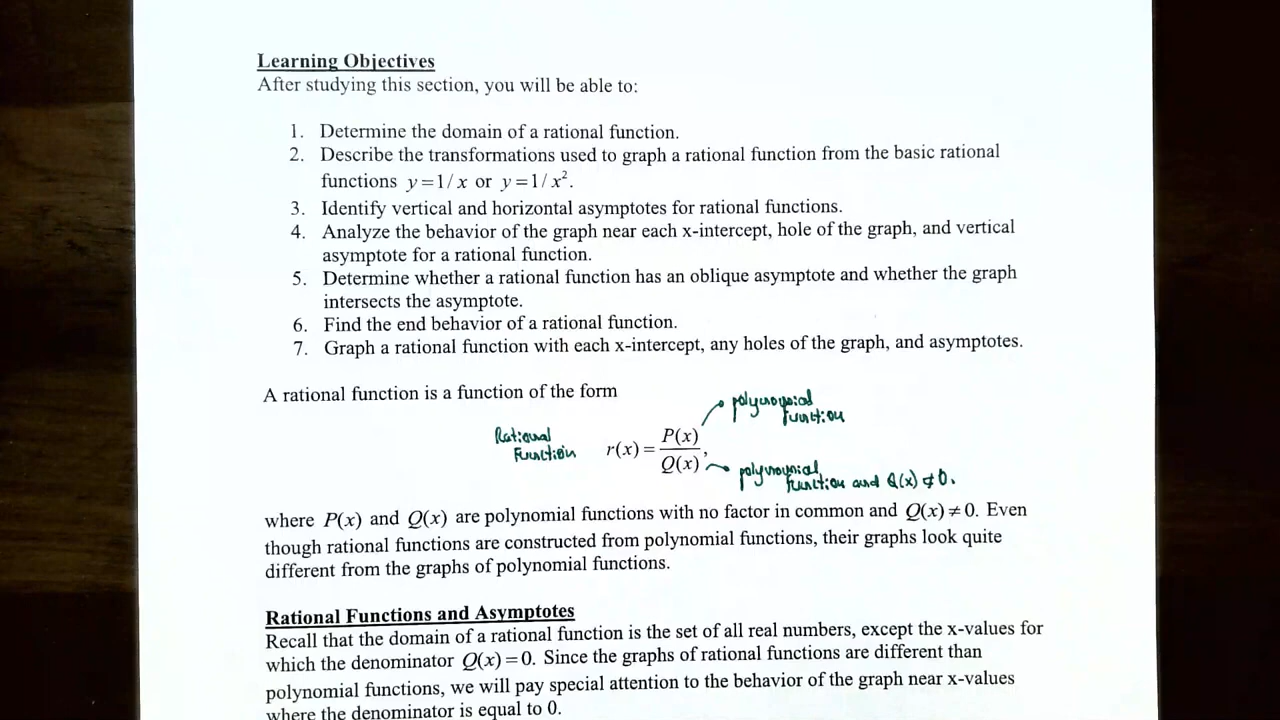 Learning Objectives
After studying this section, you will be able to:
1. Determine the domain of a rational function.
2. Describe the transformations used to graph a rational function from the basic rational
functions y=1/x or y=1/x².
3. Identify vertical and horizontal asymptotes for rational functions.
4. Analyze the behavior of the graph near each x-intercept, hole of the graph, and vertical
asymptote for a rational function.
5. Determine whether a rational function has an oblique asymptote and whether the graph
intersects the asymptote.
6. Find the end behavior of a rational function.
7. Graph a rational function with each x-intercept, any holes of the graph, and asymptotes.
A rational function is a function of the form
polynomial
function
Rational
Function
r(x) = P(x)/Q(x),
polynomial
function and Q(x) ≠ 0.
where P(x) and Q(x) are polynomial functions with no factor in common and Q(x) ≠ 0. Even
though rational functions are constructed from polynomial functions, their graphs look quite
different from the graphs of polynomial functions.
Rational Functions and Asymptotes
Recall that the domain of a rational function is the set of all real numbers, except the x-values for
which the denominator Q(x) = 0. Since the graphs of rational functions are different than
polynomial functions, we will pay special attention to the behavior of the graph near x-values
where the denominator is equal to 0.